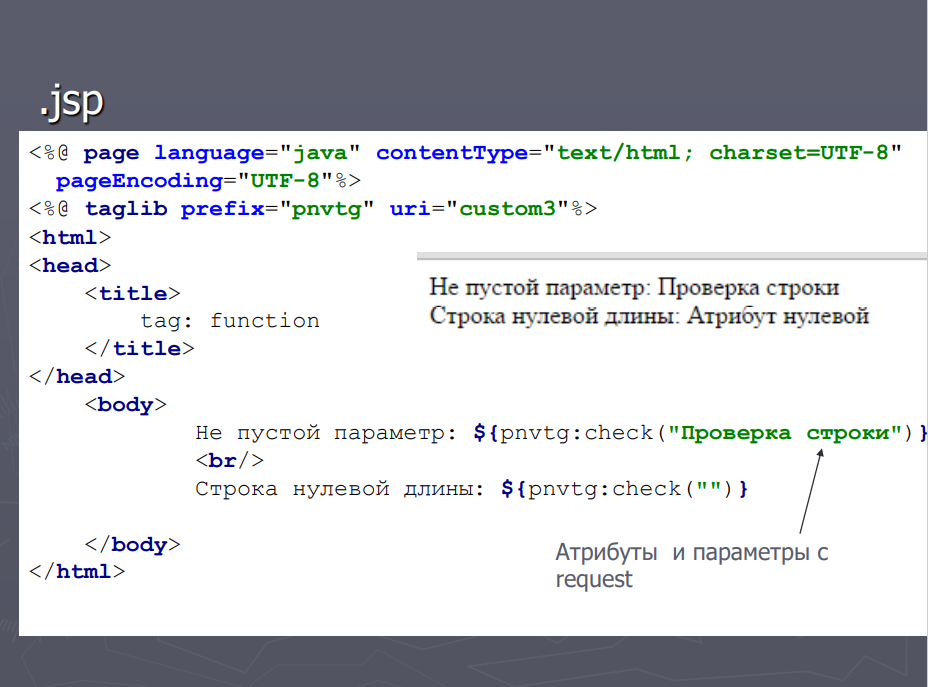 .jsp
<%@ page language="java" contentType="text/html; charset=UTF-8"
pageEncoding="UTF-8"%>
<%@ taglib prefix="pnvtg" uri="custom3"%>
<html>
<head>
<title>
tag: function
</title>
</head>
<body>
Не пустой параметр: ${pnvtg:check("Проверка строки")}
<br/>
Строка нулевой длины: ${pnvtg:check("")}
</body>
</html>
Не пустой параметр: Проверка строки
Строка нулевой длины: Атрибут нулевой
Атрибуты и параметры с
request